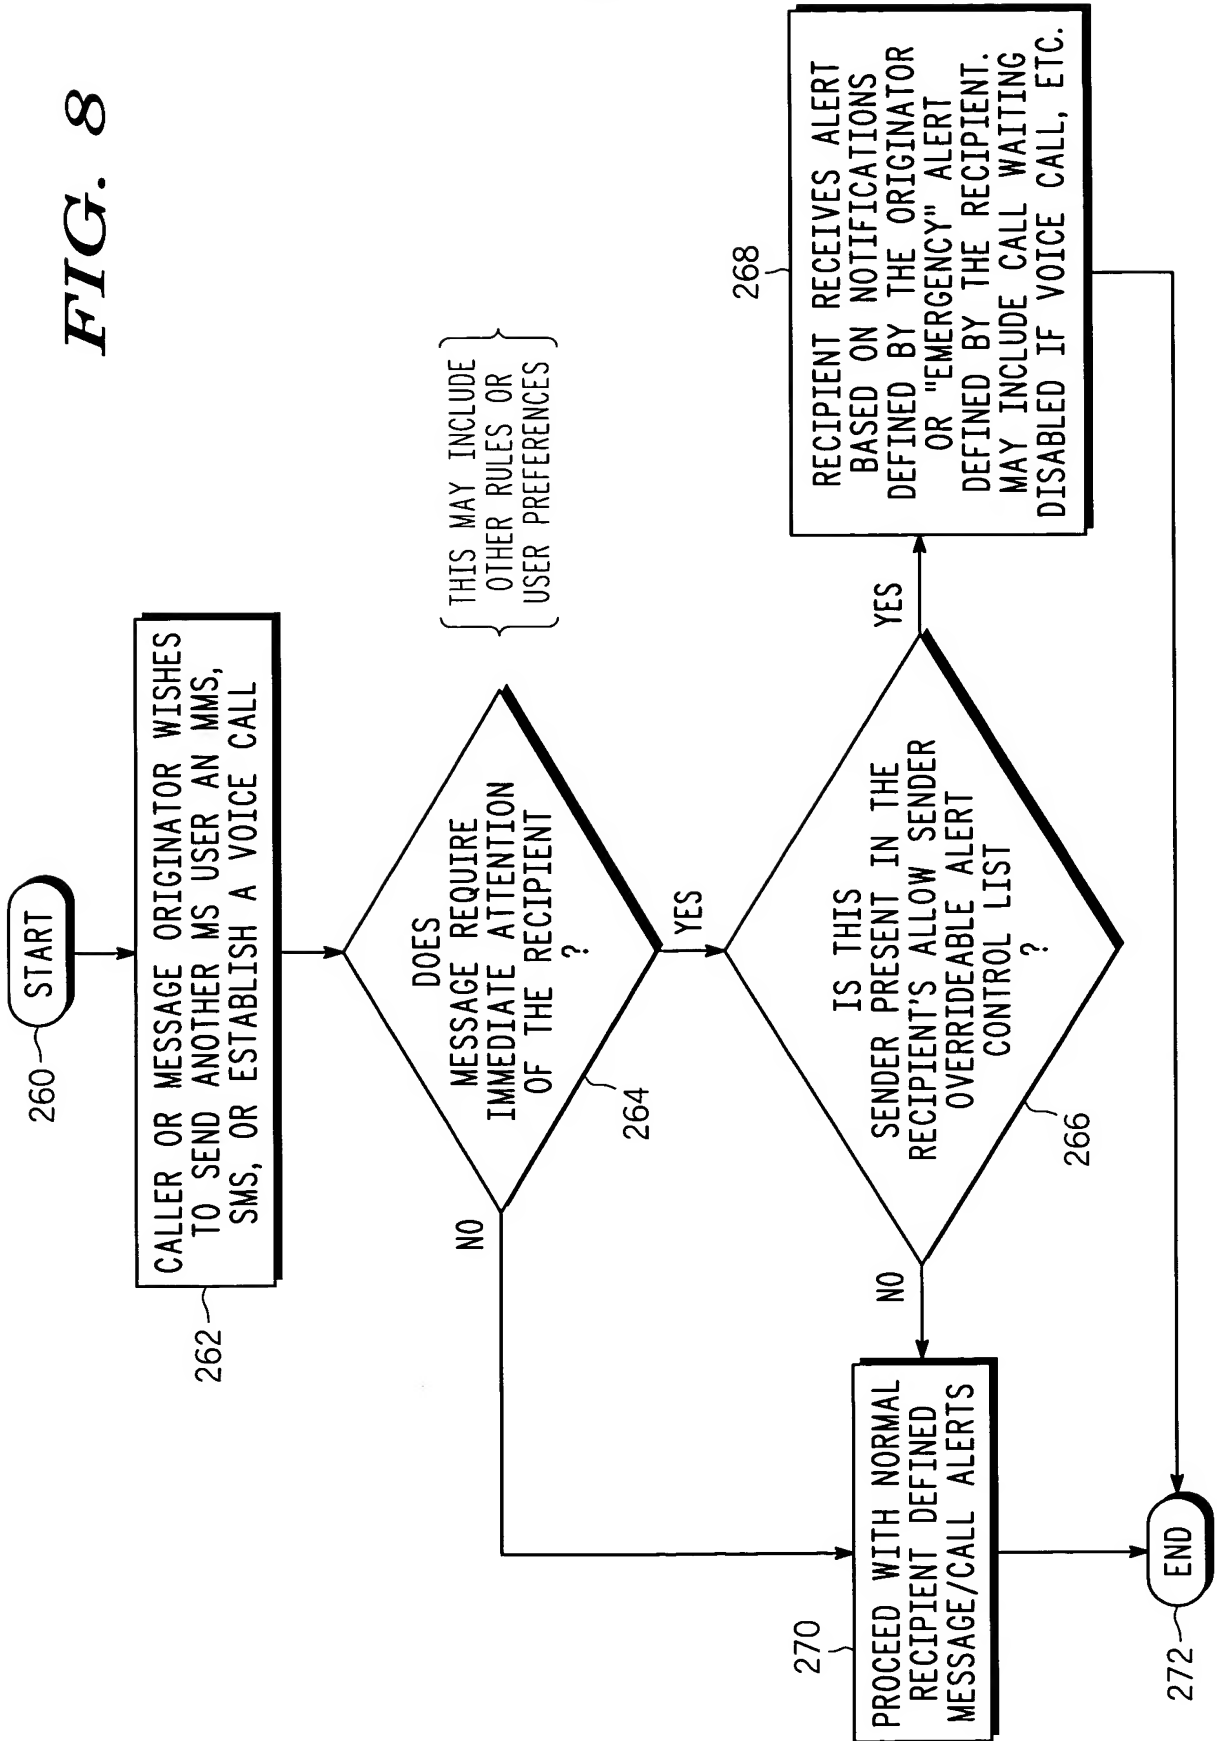 FIG. 8
START
260
CALLER OR MESSAGE ORIGINATOR WISHES
TO SEND ANOTHER MS USER AN MMS,
SMS, OR ESTABLISH A VOICE CALL
262
DOES
MESSAGE REQUIRE
IMMEDIATE ATTENTION
OF THE RECIPIENT
?
264
THIS MAY INCLUDE
OTHER RULES OR
USER PREFERENCES
NO
YES
IS THIS
SENDER PRESENT IN THE
RECIPIENT'S ALLOW SENDER
OVERRIDEABLE ALERT
CONTROL LIST
?
266
NO
YES
268
RECIPIENT RECEIVES ALERT
BASED ON NOTIFICATIONS
DEFINED BY THE ORIGINATOR
OR "EMERGENCY" ALERT
DEFINED BY THE RECIPIENT.
MAY INCLUDE CALL WAITING
DISABLED IF VOICE CALL, ETC.
270
PROCEED WITH NORMAL
RECIPIENT DEFINED
MESSAGE/CALL ALERTS
END
272